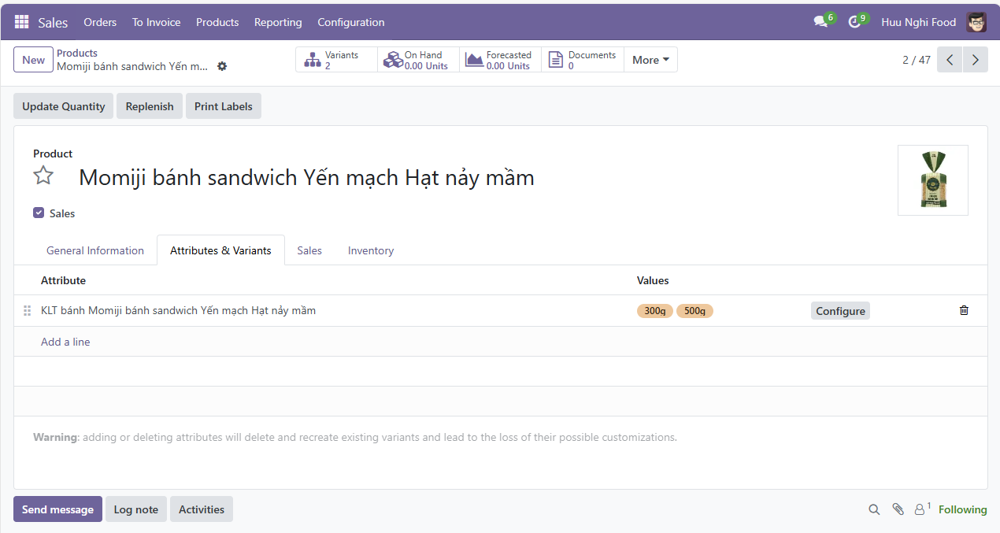 Sales Orders To Invoice Products Reporting Configuration 6 9 Huu Nghi Food
New Products Variants On Hand Forecasted Documents More 2 / 47
Momiji bánh sandwich Yến m... 2 0.00 Units 0.00 Units 0
Update Quantity Replenish Print Labels
Product
Momiji bánh sandwich Yến mạch Hạt nảy mầm
Sales
General Information Attributes & Variants Sales Inventory
Attribute Values
KLT bánh Momiji bánh sandwich Yến mạch Hạt nảy mầm 300g 500g Configure
Add a line
Warning: adding or deleting attributes will delete and recreate existing variants and lead to the loss of their possible customizations.
Send message Log note Activities 1 Following